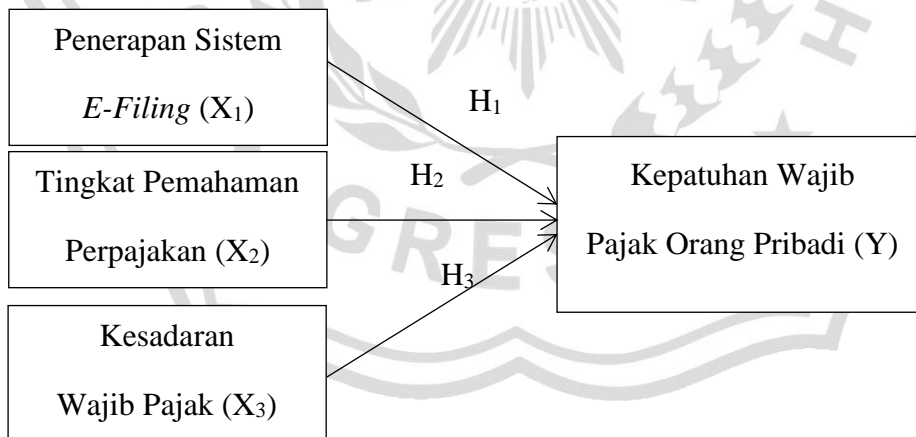 Penerapan Sistem
E-Filing (X₁)
H₁
Tingkat Pemahaman
Perpajakan (X₂)
H₂
Kepatuhan Wajib
Pajak Orang Pribadi (Y)
H₃
Kesadaran
Wajib Pajak (X₃)
GRES
H